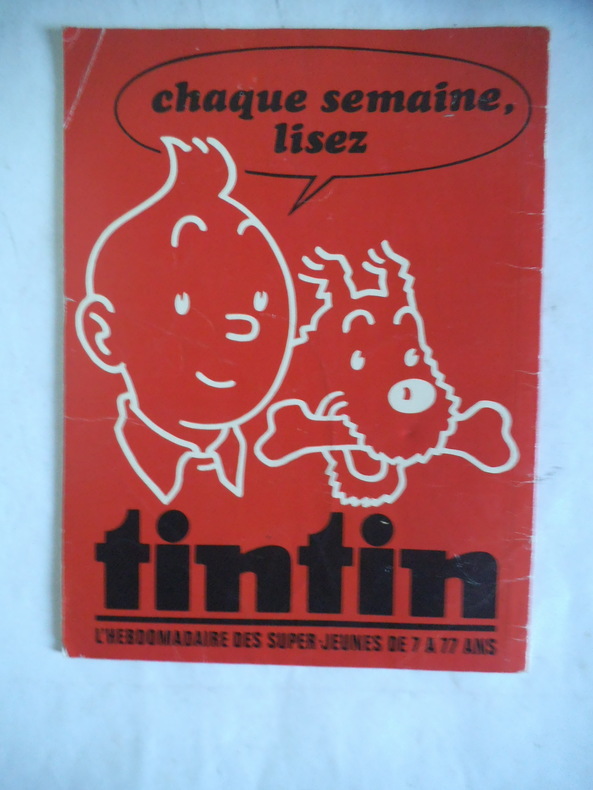 chaque semaine,
lisez
tintin
L'HEBDOMADAIRE DES SUPER-JEUNES DE 7 A 77 ANS